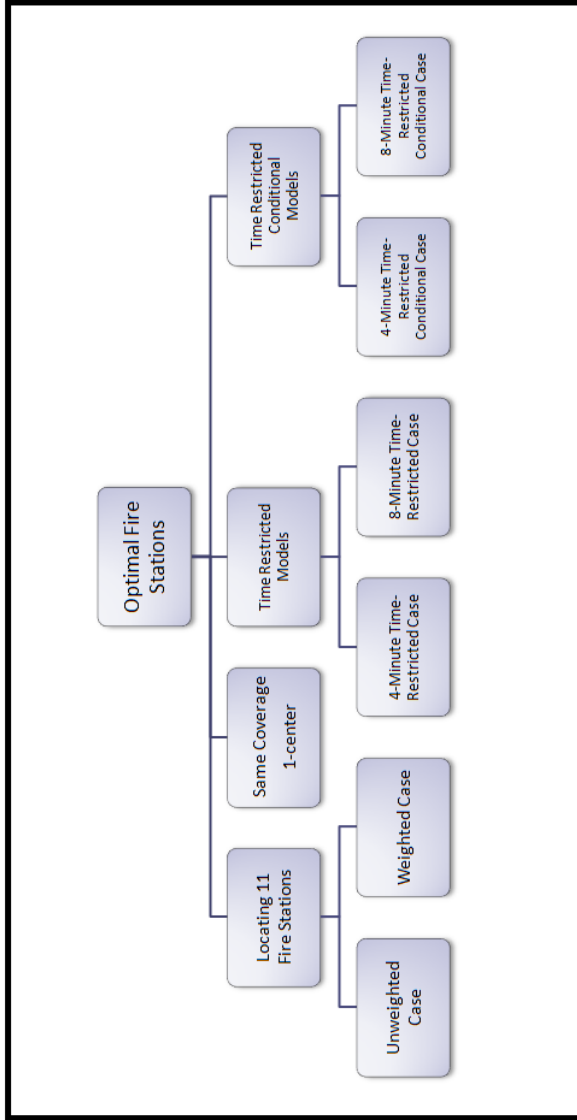 Optimal Fire
Stations
Locating 11
Fire Stations
Same Coverage
1-center
Time Restricted
Models
Time Restricted
Conditional
Models
Unweighted
Case
Weighted Case
4-Minute Time-
Restricted Case
8-Minute Time-
Restricted Case
4-Minute Time-
Restricted
Conditional Case
8-Minute Time-
Restricted
Conditional Case